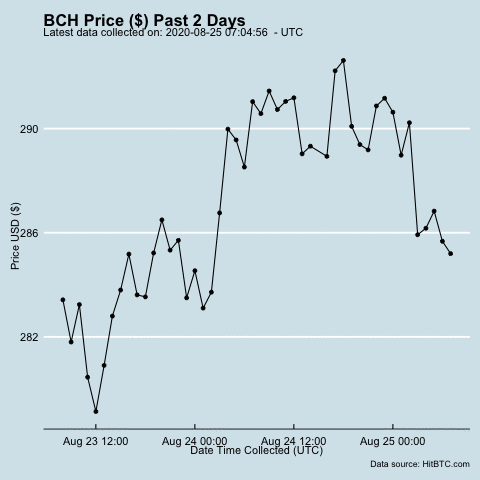 BCH Price ($) Past 2 Days
Latest data collected on: 2020-08-25 07:04:56  - UTC
290
286
282
Price USD ($)
Aug 23 12:00 Aug 24 00:00 Aug 24 12:00 Aug 25 00:00
Date Time Collected (UTC)
Data source: HitBTC.com